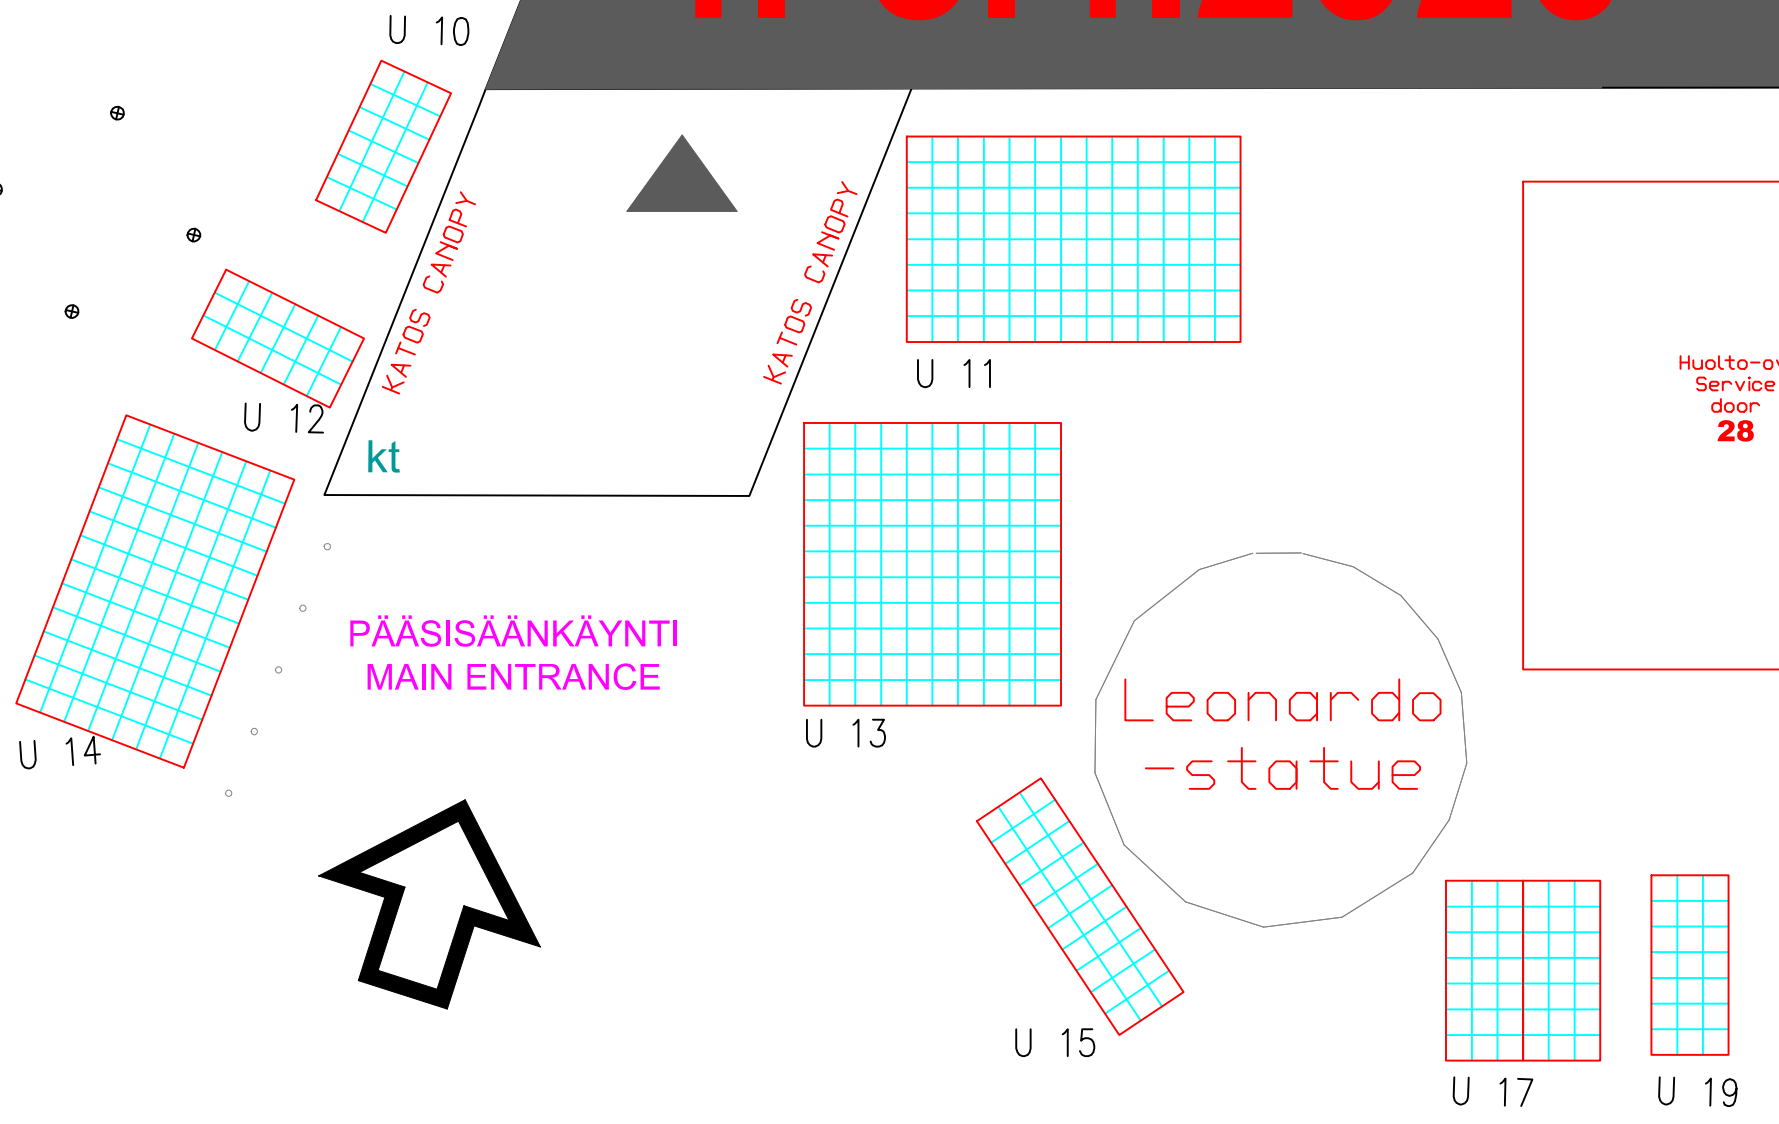 U 10
KATOS CANOPY
KATOS CANOPY
U 11
U 12
kt
Service
door
28
PÄÄSISÄÄNKÄYNTI
MAIN ENTRANCE
U 13
U 14
Leonardo
-statue
U 15
U 17
U 19